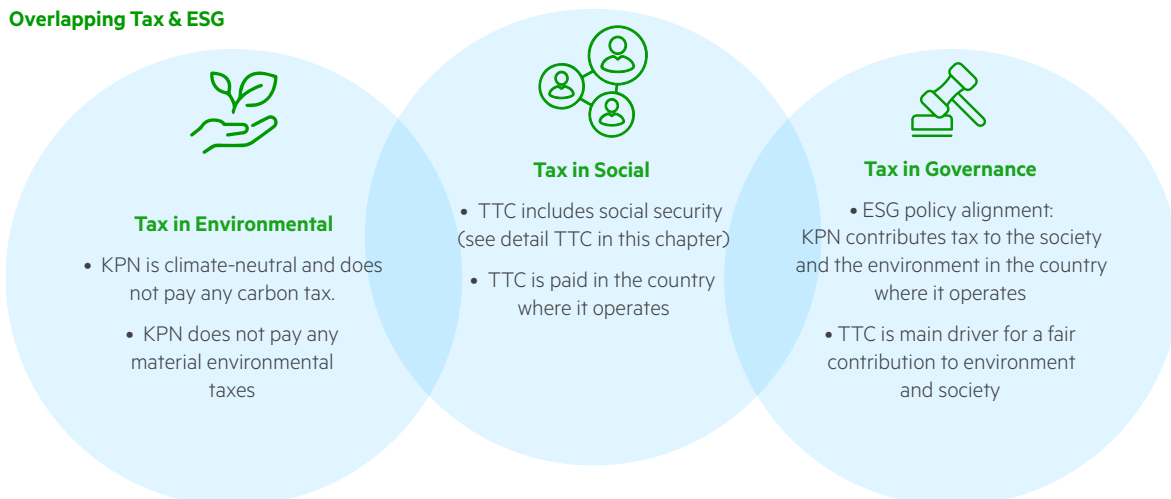 Overlapping Tax & ESG
Tax in Environmental
• KPN is climate-neutral and does
not pay any carbon tax.
• KPN does not pay any
material environmental
taxes
Tax in Social
• TTC includes social security
(see detail TTC in this chapter)
• TTC is paid in the country
where it operates
Tax in Governance
• ESG policy alignment:
KPN contributes tax to the society
and the environment in the country
where it operates
• TTC is main driver for a fair
contribution to environment
and society